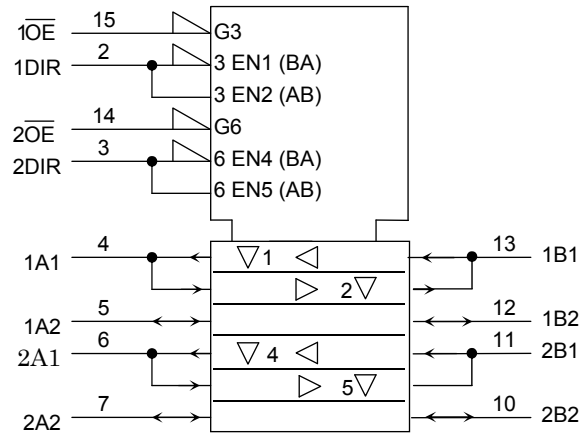 1O̅E̅ 15 G3
1DIR 2 3 EN1 (BA)
3 EN2 (AB)
2O̅E̅ 14 G6
2DIR 3 6 EN4 (BA)
6 EN5 (AB)
1A1 4 1 13 1B1
2
1A2 5 12 1B2
2A1 6 4 11 2B1
5
2A2 7 10 2B2